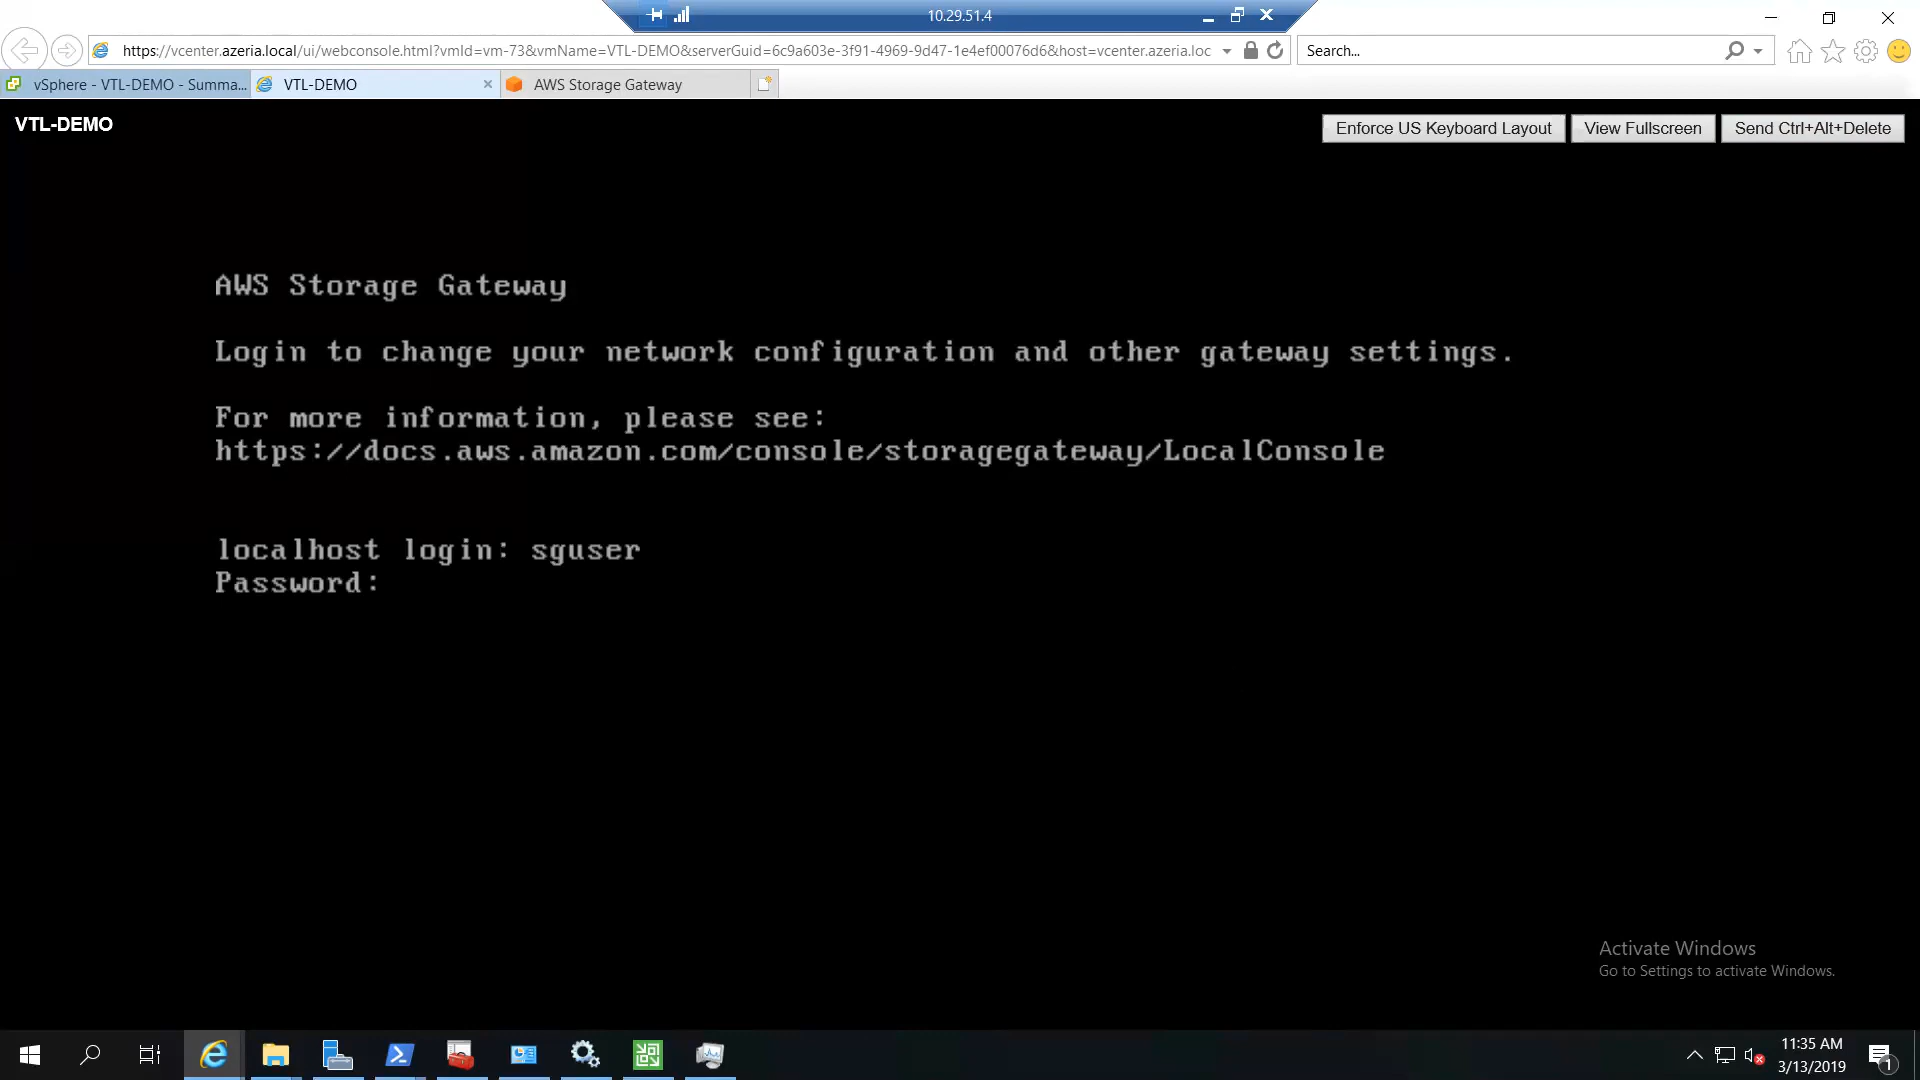 10.29.51.4
https://vcenter.azeria.local/ui/webconsole.html?vmId=vm-73&vmName=VTL-DEMO&serverGuid=6c9a603e-3f91-4969-9d47-1e4ef00076d6&host=vcenter.azeria.loc
Search...
vSphere - VTL-DEMO - Summa...
VTL-DEMO
AWS Storage Gateway
VTL-DEMO
Enforce US Keyboard Layout
View Fullscreen
Send Ctrl+Alt+Delete
AWS Storage Gateway
Login to change your network configuration and other gateway settings.
For more information, please see:
https://docs.aws.amazon.com/console/storagegateway/LocalConsole
localhost login: sguser
Password:
Activate Windows
Go to Settings to activate Windows.
11:35 AM
3/13/2019
1